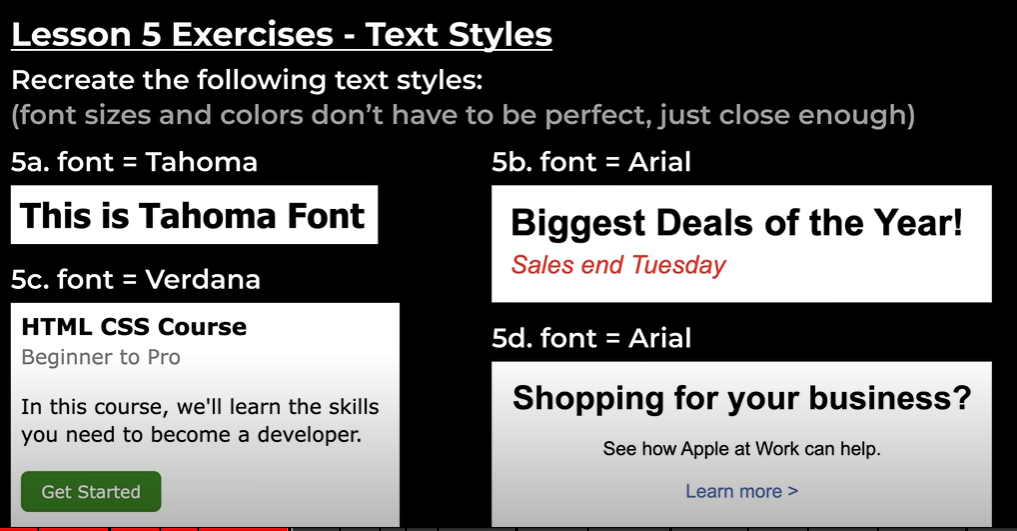 Lesson 5 Exercises - Text Styles
Recreate the following text styles:
(font sizes and colors don’t have to be perfect, just close enough)
5a. font = Tahoma
This is Tahoma Font
5b. font = Arial
Biggest Deals of the Year!
Sales end Tuesday
5c. font = Verdana
HTML CSS Course
Beginner to Pro
In this course, we'll learn the skills
you need to become a developer.
Get Started
5d. font = Arial
Shopping for your business?
See how Apple at Work can help.
Learn more >